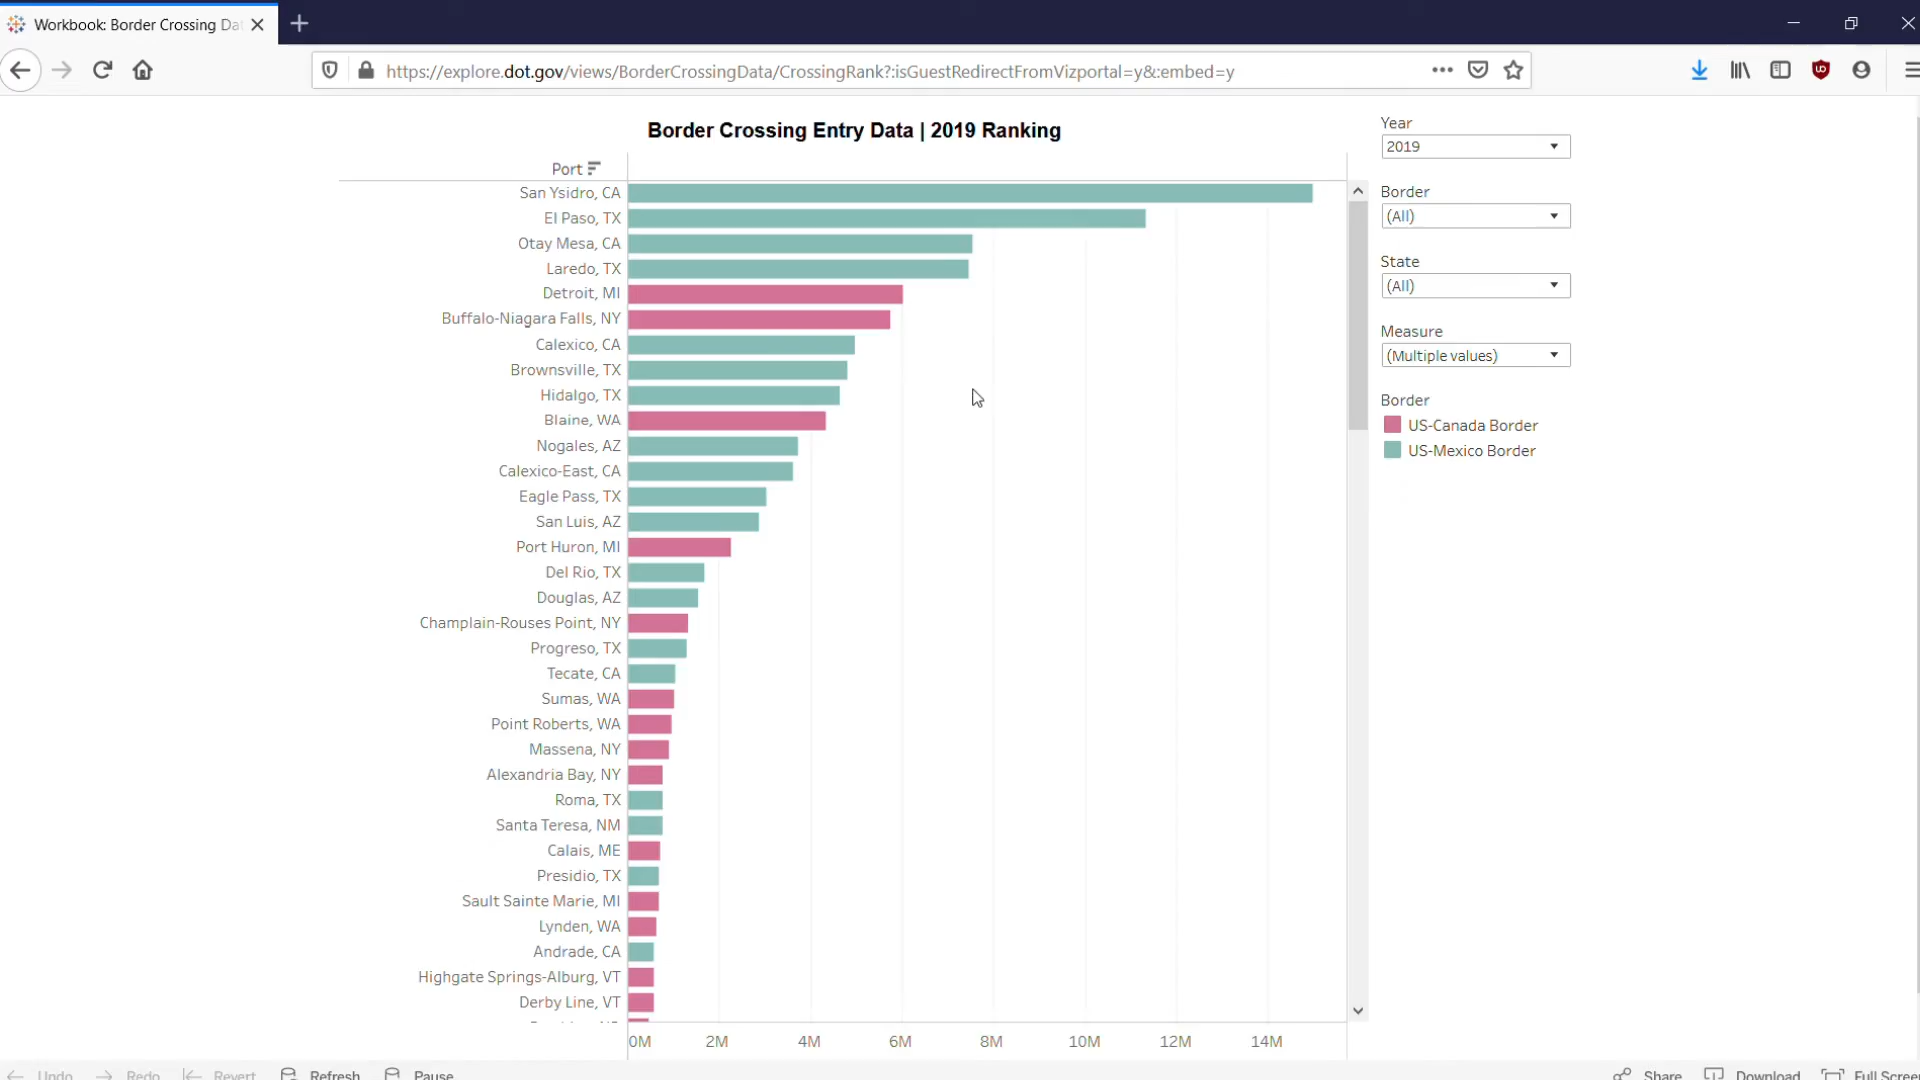 Workbook: Border Crossing Da
https://explore.dot.gov/views/BorderCrossingData/CrossingRank?:isGuestRedirectFromVizportal=y&:embed=y
Border Crossing Entry Data | 2019 Ranking
Port
San Ysidro, CA
El Paso, TX
Otay Mesa, CA
Laredo, TX
Detroit, MI
Buffalo-Niagara Falls, NY
Calexico, CA
Brownsville, TX
Hidalgo, TX
Blaine, WA
Nogales, AZ
Calexico-East, CA
Eagle Pass, TX
San Luis, AZ
Port Huron, MI
Del Rio, TX
Douglas, AZ
Champlain-Rouses Point, NY
Progreso, TX
Tecate, CA
Sumas, WA
Point Roberts, WA
Massena, NY
Alexandria Bay, NY
Roma, TX
Santa Teresa, NM
Calais, ME
Presidio, TX
Sault Sainte Marie, MI
Lynden, WA
Andrade, CA
Highgate Springs-Alburg, VT
Derby Line, VT
0M 2M 4M 6M 8M 10M 12M 14M
Year
2019
Border
(All)
State
(All)
Measure
(Multiple values)
Border
US-Canada Border
US-Mexico Border
Undo Redo Revert Refresh Pause Share Download Full Screen